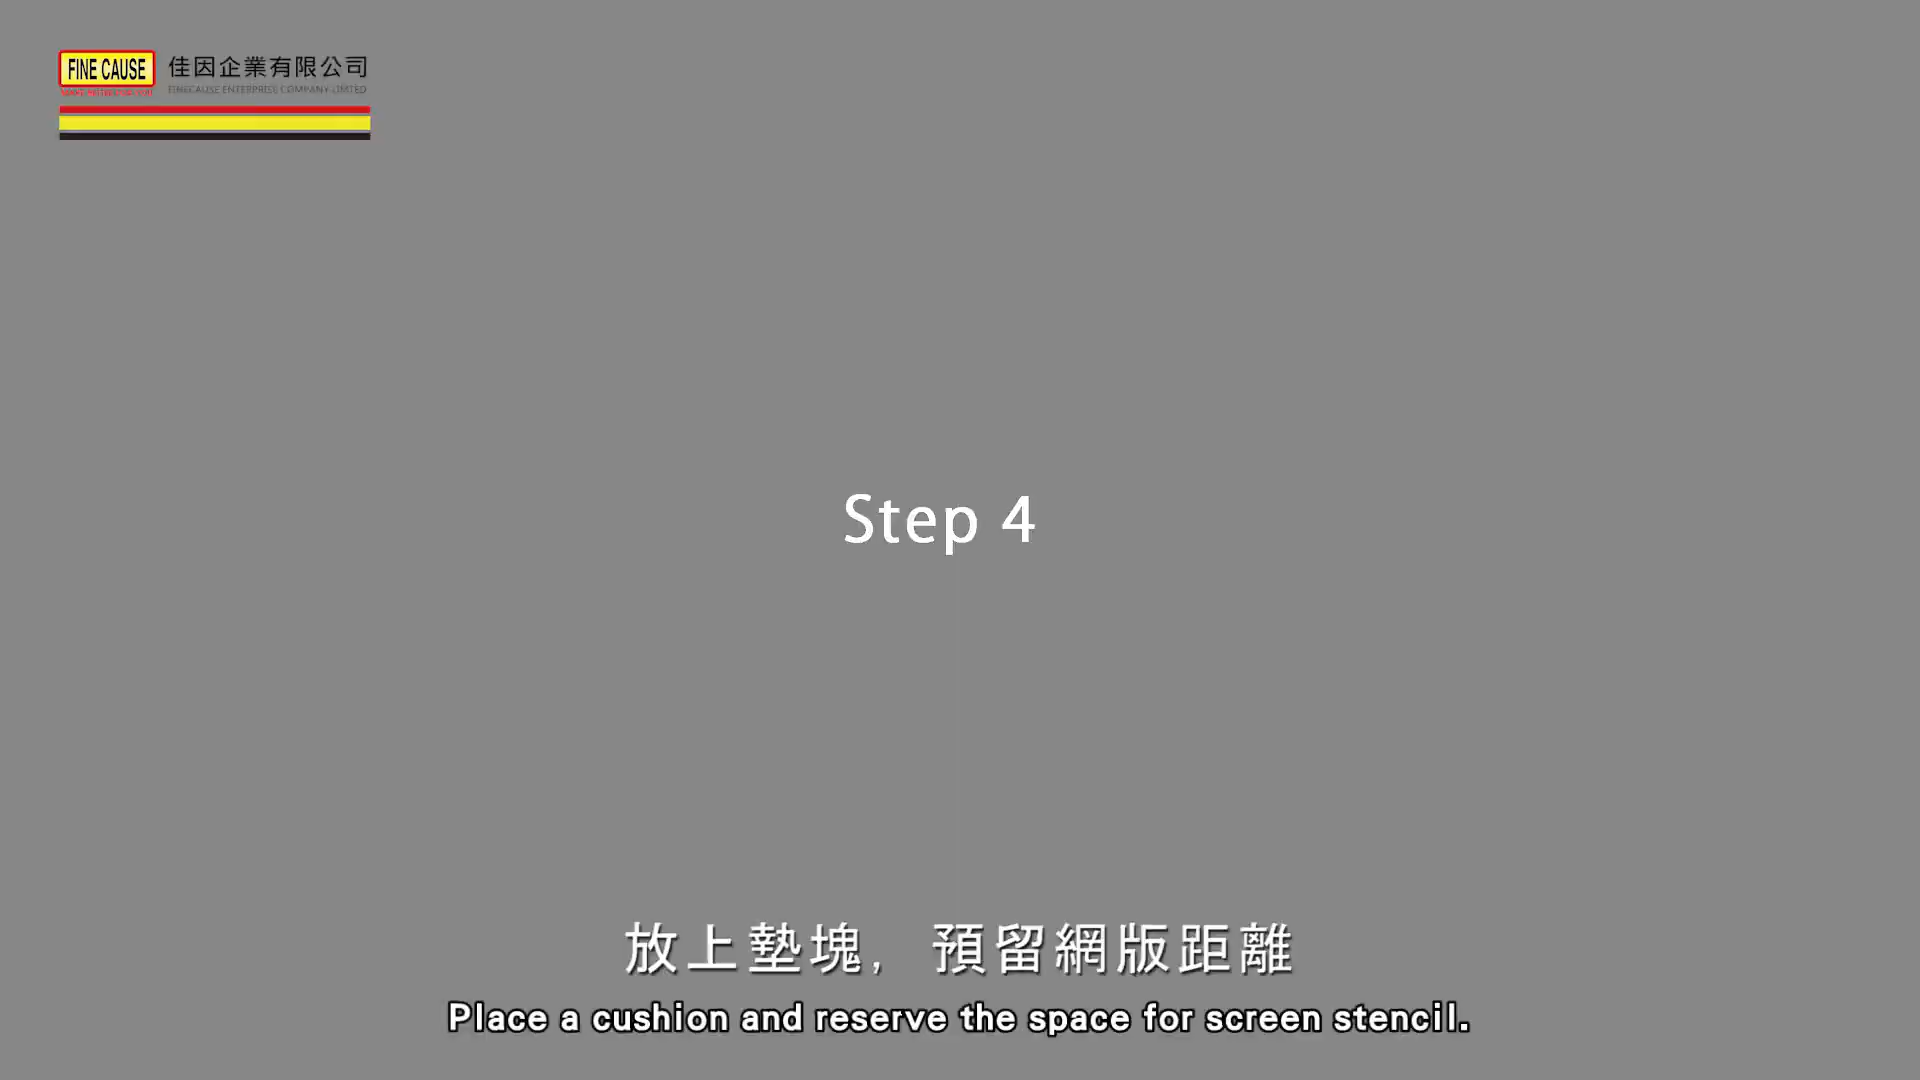 FINE CAUSE
佳因企業有限公司
FINECAUSE ENTERPRISE COMPANY LIMITED
Step 4
放上墊塊, 預留網版距離
Place a cushion and reserve the space for screen stencil.